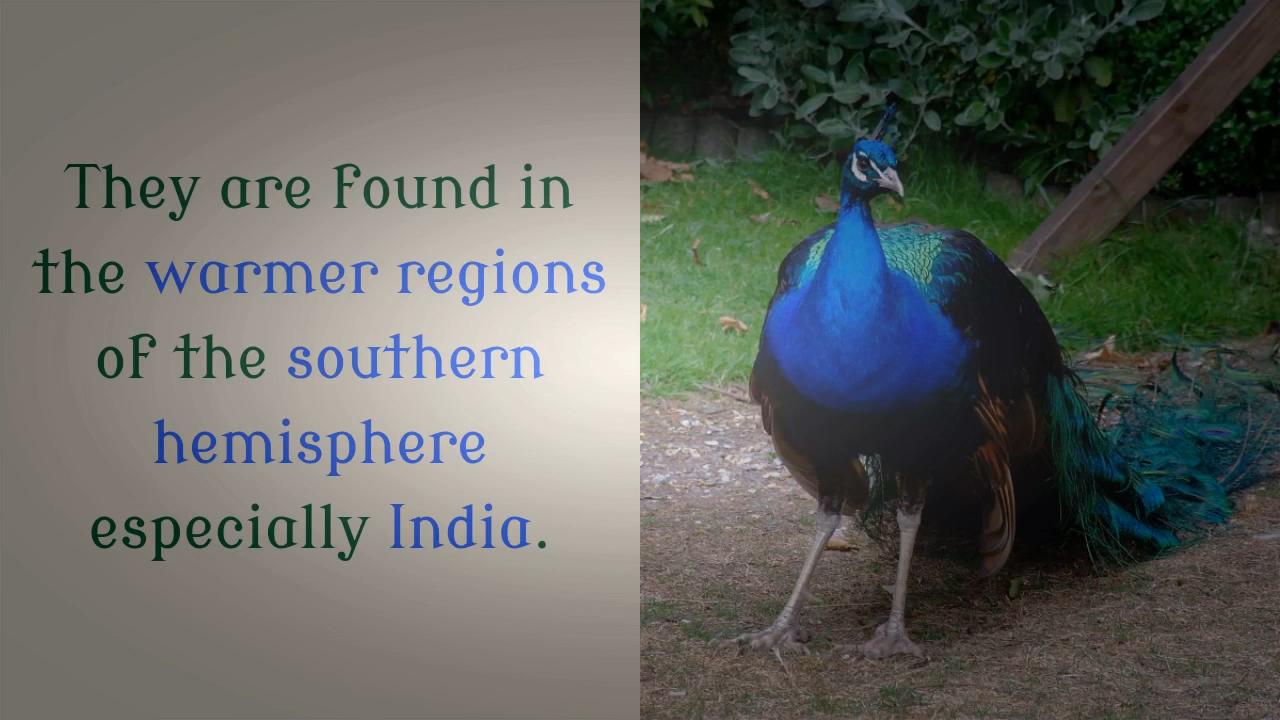 They are found in
the warmer regions
of the southern
hemisphere
especially India.